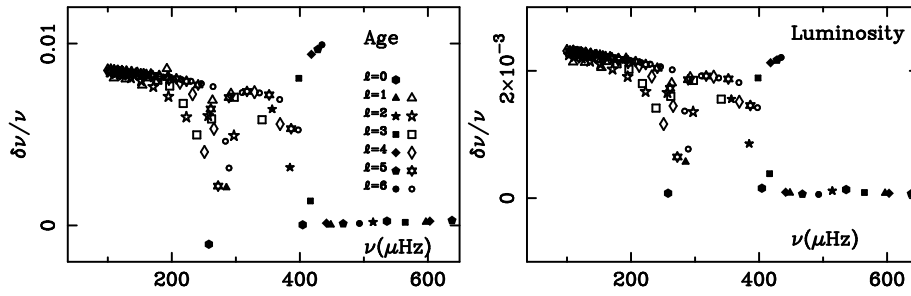 0.01
0
δν/ν
Age
ℓ=0
ℓ=1
ℓ=2
ℓ=3
ℓ=4
ℓ=5
ℓ=6
ν(μHz)
200
400
600
2×10⁻³
0
δν/ν
Luminosity
ν(μHz)
200
400
600